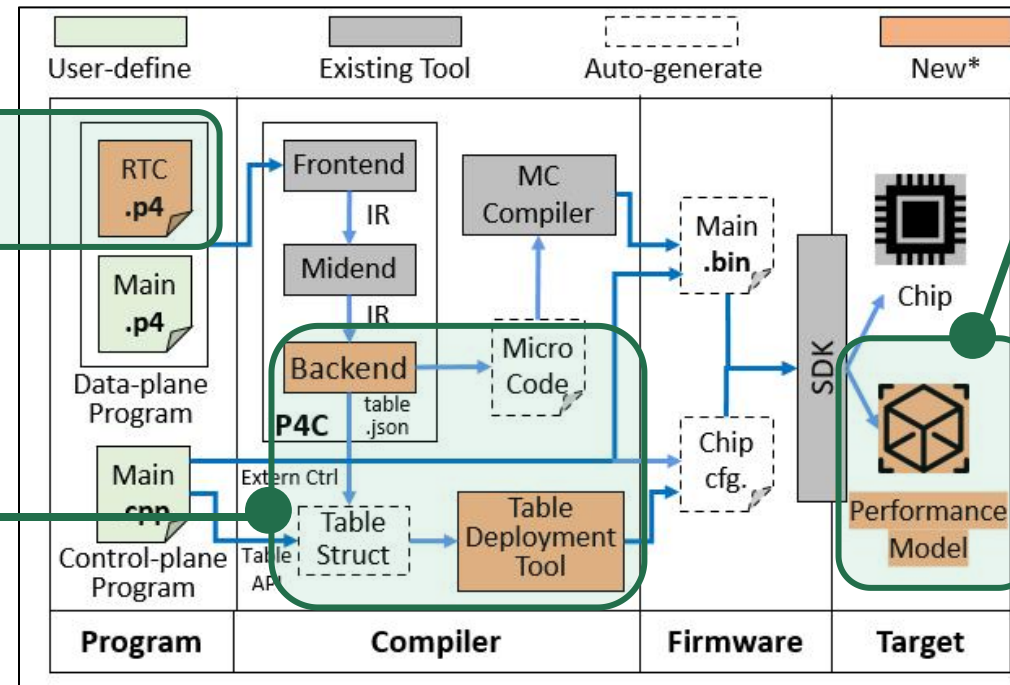 User-define
Existing Tool
Auto-generate
New*
RTC
.p4
Main
.p4
Data-plane
Program
Main
.cpp
Control-plane
Program
Frontend
IR
Midend
IR
Backend
P4C
table
.json
MC
Compiler
Micro
Code
Extern Ctrl
Table
API
Table
Struct
Table
Deployment
Tool
Main
.bin
Chip
cfg.
SDK
Chip
Performance
Model
Program
Compiler
Firmware
Target